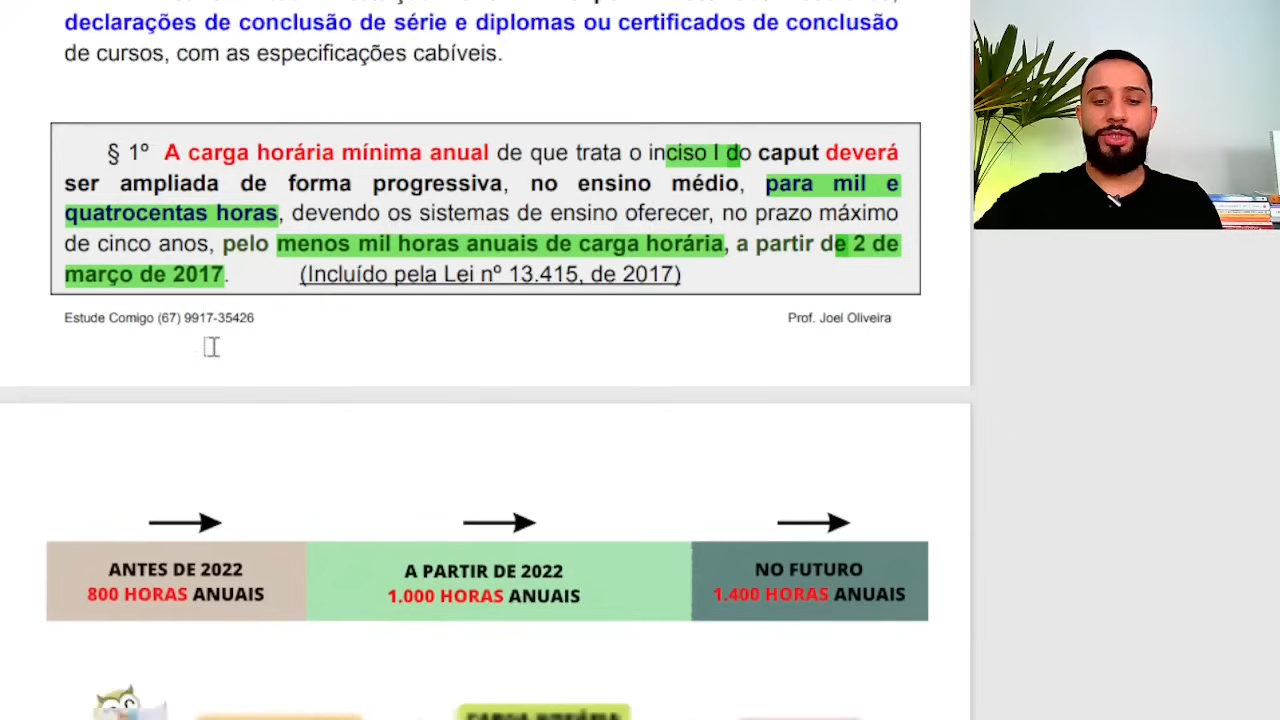 declarações de conclusão de série e diplomas ou certificados de conclusão
de cursos, com as especificações cabíveis.
§ 1º A carga horária mínima anual de que trata o inciso I do caput deverá
ser ampliada de forma progressiva, no ensino médio, para mil e
quatrocentas horas, devendo os sistemas de ensino oferecer, no prazo máximo
de cinco anos, pelo menos mil horas anuais de carga horária, a partir de 2 de
março de 2017. (Incluído pela Lei nº 13.415, de 2017)
Estude Comigo (67) 9917-35426 Prof. Joel Oliveira
ANTES DE 2022
800 HORAS ANUAIS
A PARTIR DE 2022
1.000 HORAS ANUAIS
NO FUTURO
1.400 HORAS ANUAIS